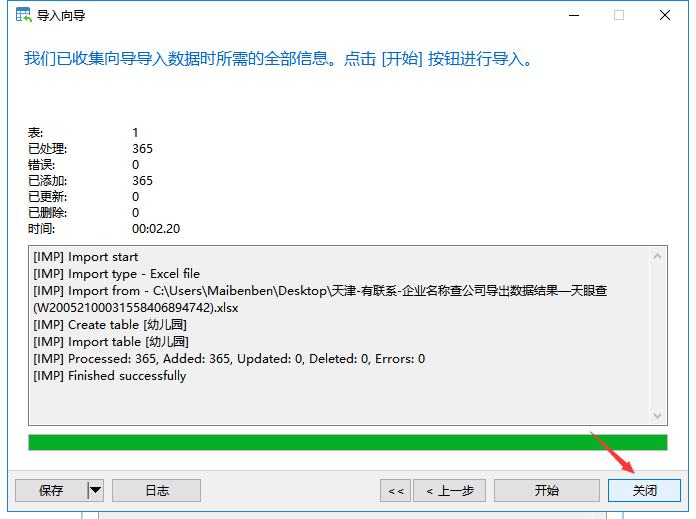 导入向导
我们已收集向导导入数据时所需的全部信息。点击 [开始] 按钮进行导入。
表: 1
已处理: 365
错误: 0
已添加: 365
已更新: 0
已删除: 0
时间: 00:02.20
[IMP] Import start
[IMP] Import type - Excel file
[IMP] Import from - C:\Users\Maibenben\Desktop\天津-有联系-企业名称查公司导出数据结果—天眼查
(W20052100031558406894742).xlsx
[IMP] Create table [幼儿园]
[IMP] Import table [幼儿园]
[IMP] Processed: 365, Added: 365, Updated: 0, Deleted: 0, Errors: 0
[IMP] Finished successfully
保存 日志 << < 上一步 开始 关闭